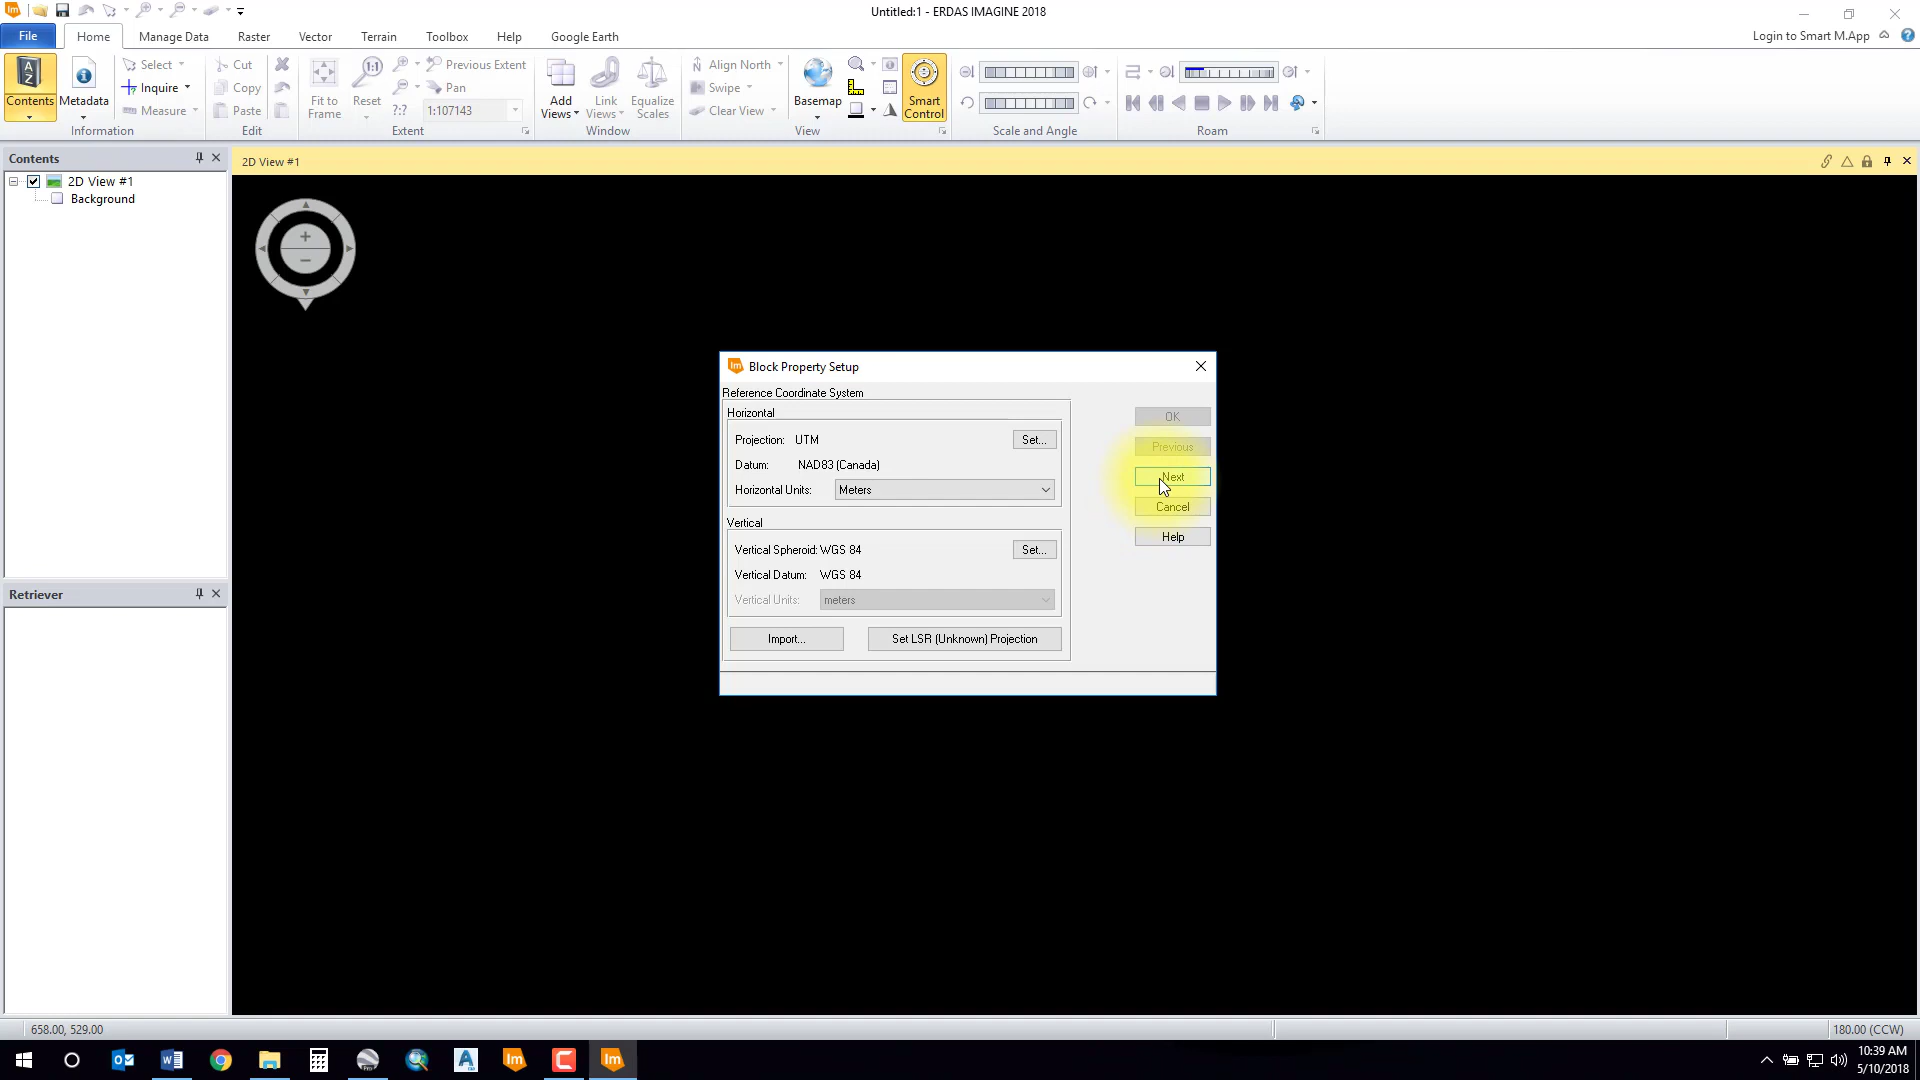 Untitled:1 - ERDAS IMAGINE 2018
File Home Manage Data Raster Vector Terrain Toolbox Help Google Earth Login to Smart M.App
Contents Metadata Select Inquire Measure
Information
Cut Copy Paste
Edit
Fit to Frame Reset Previous Extent Pan ?:? 1:107143
Extent
Add Views Link Views Equalize Scales
Window
Align North Swipe Clear View Basemap Smart Control
View
Scale and Angle
Roam
Contents
2D View #1
Background
2D View #1
Retriever
Block Property Setup
Reference Coordinate System
Horizontal
Projection: UTM Set...
Datum: NAD83 (Canada)
Horizontal Units: Meters
Vertical
Vertical Spheroid: WGS 84 Set...
Vertical Datum: WGS 84
Vertical Units: meters
Import... Set LSR (Unknown) Projection
OK
Previous
Next
Cancel
Help
658.00, 529.00
180.00 (CCW)
10:39 AM
5/10/2018